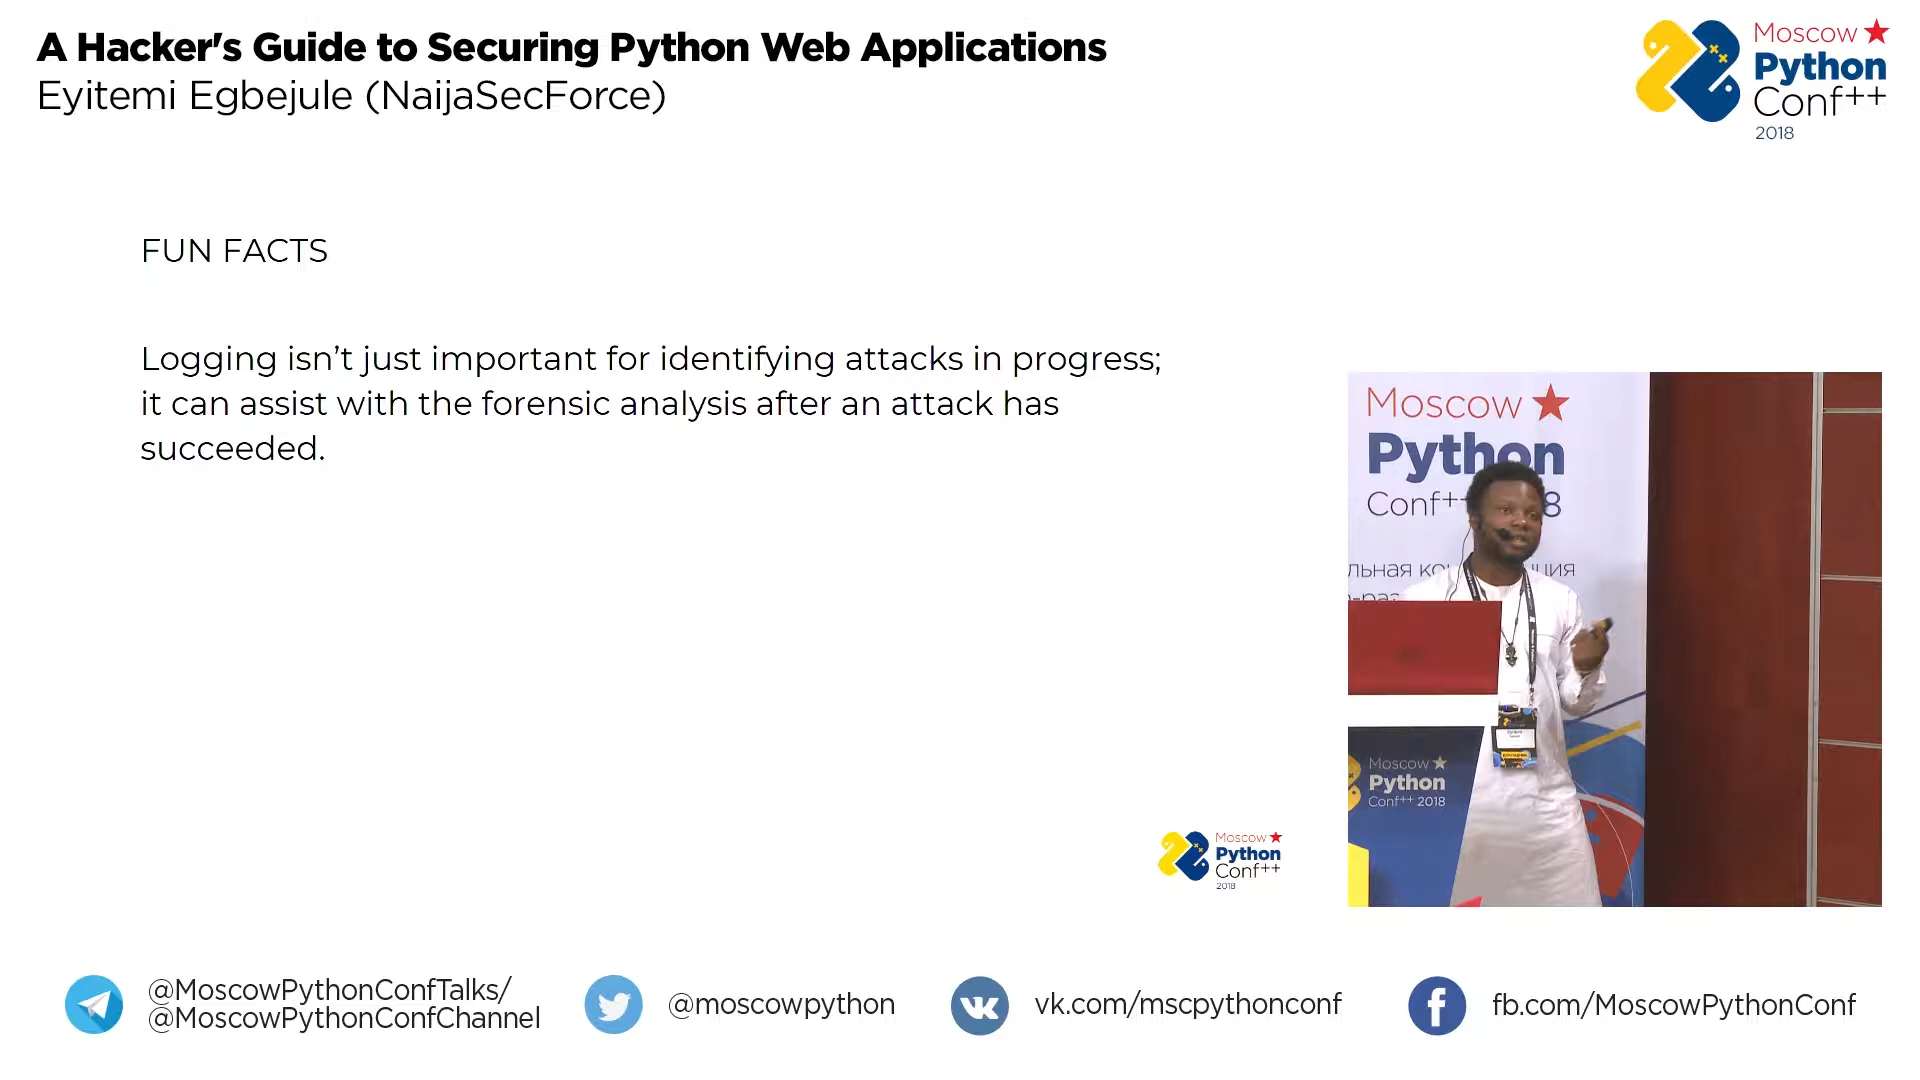 A Hacker's Guide to Securing Python Web Applications
Eyitemi Egbejule (NaijaSecForce)
Moscow
Python
Conf++
2018
FUN FACTS
Logging isn’t just important for identifying attacks in progress;
it can assist with the forensic analysis after an attack has
succeeded.
Moscow
Python
Conf++
Moscow
Python
Conf++ 2018
Moscow
Python
Conf++
2018
@MoscowPythonConfTalks/
@MoscowPythonConfChannel
@moscowpython
vk.com/mscpythonconf
fb.com/MoscowPythonConf